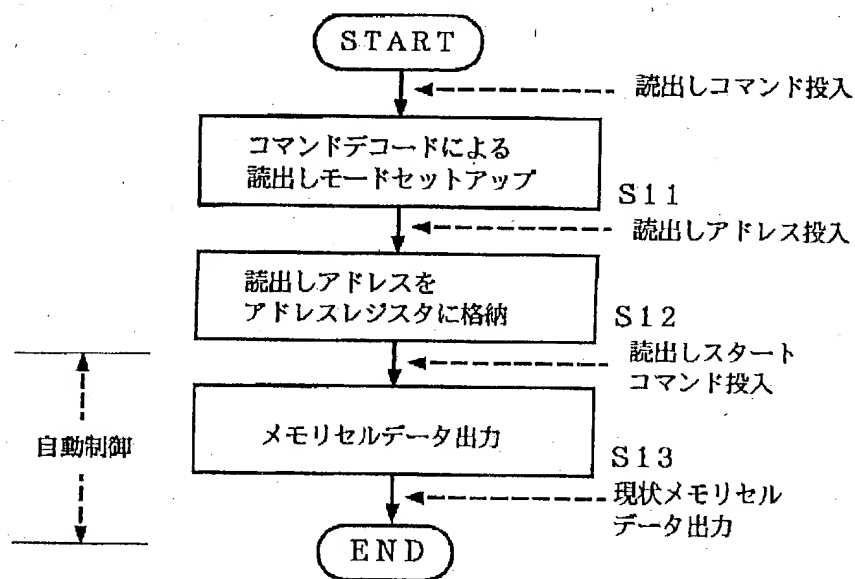 START
読出しコマンド投入
コマンドデコードによる
読出しモードセットアップ
S11
読出しアドレス投入
読出しアドレスを
アドレスレジスタに格納
S12
読出しスタート
コマンド投入
自動制御
メモリセルデータ出力
S13
現状メモリセル
データ出力
END